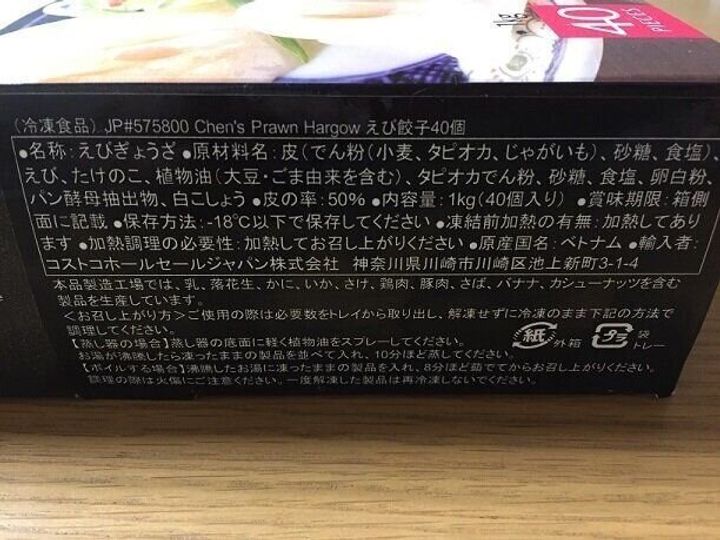 1kg
40
PIECES
(冷凍食品) JP#575800 Chen's Prawn Hargow えび餃子40個
●名称:えびぎょうざ ●原材料名:皮(でん粉(小麦、タピオカ、じゃがいも)、砂糖、食塩)、
えび、たけのこ、植物油(大豆・ごま由来を含む)、タピオカでん粉、砂糖、食塩、卵白粉、
パン酵母抽出物、白こしょう ●皮の率:50% ●内容量:1kg(40個入り) ●賞味期限:箱側
面に記載 ●保存方法:-18℃以下で保存してください ●凍結前加熱の有無:加熱してあり
ます ●加熱調理の必要性:加熱してお召し上がりください ●原産国名:ベトナム ●輸入者:
コストコホールセールジャパン株式会社 神奈川県川崎市川崎区池上新町3-1-4
本品製造工場では、乳、落花生、かに、いか、さけ、鶏肉、豚肉、さば、バナナ、カシューナッツを含む
製品を生産しています。
<お召し上がり方>ご使用の際は必要数をトレイから取り出し、解凍せずに冷凍のまま下記の方法で
調理してください。
【蒸し器の場合】蒸し器の底面に軽く植物油をスプレーしてください。
お湯が沸騰したら凍ったままの製品を並べて入れ、10分ほど蒸してください。
【ボイルする場合】沸騰したお湯に凍ったままの製品を入れ、8分ほど茹でてからお召し上がりください。
調理の際は火傷にご注意ください。一度解凍した製品は再冷凍しないでください。
紙 外箱
プラ 袋
トレー